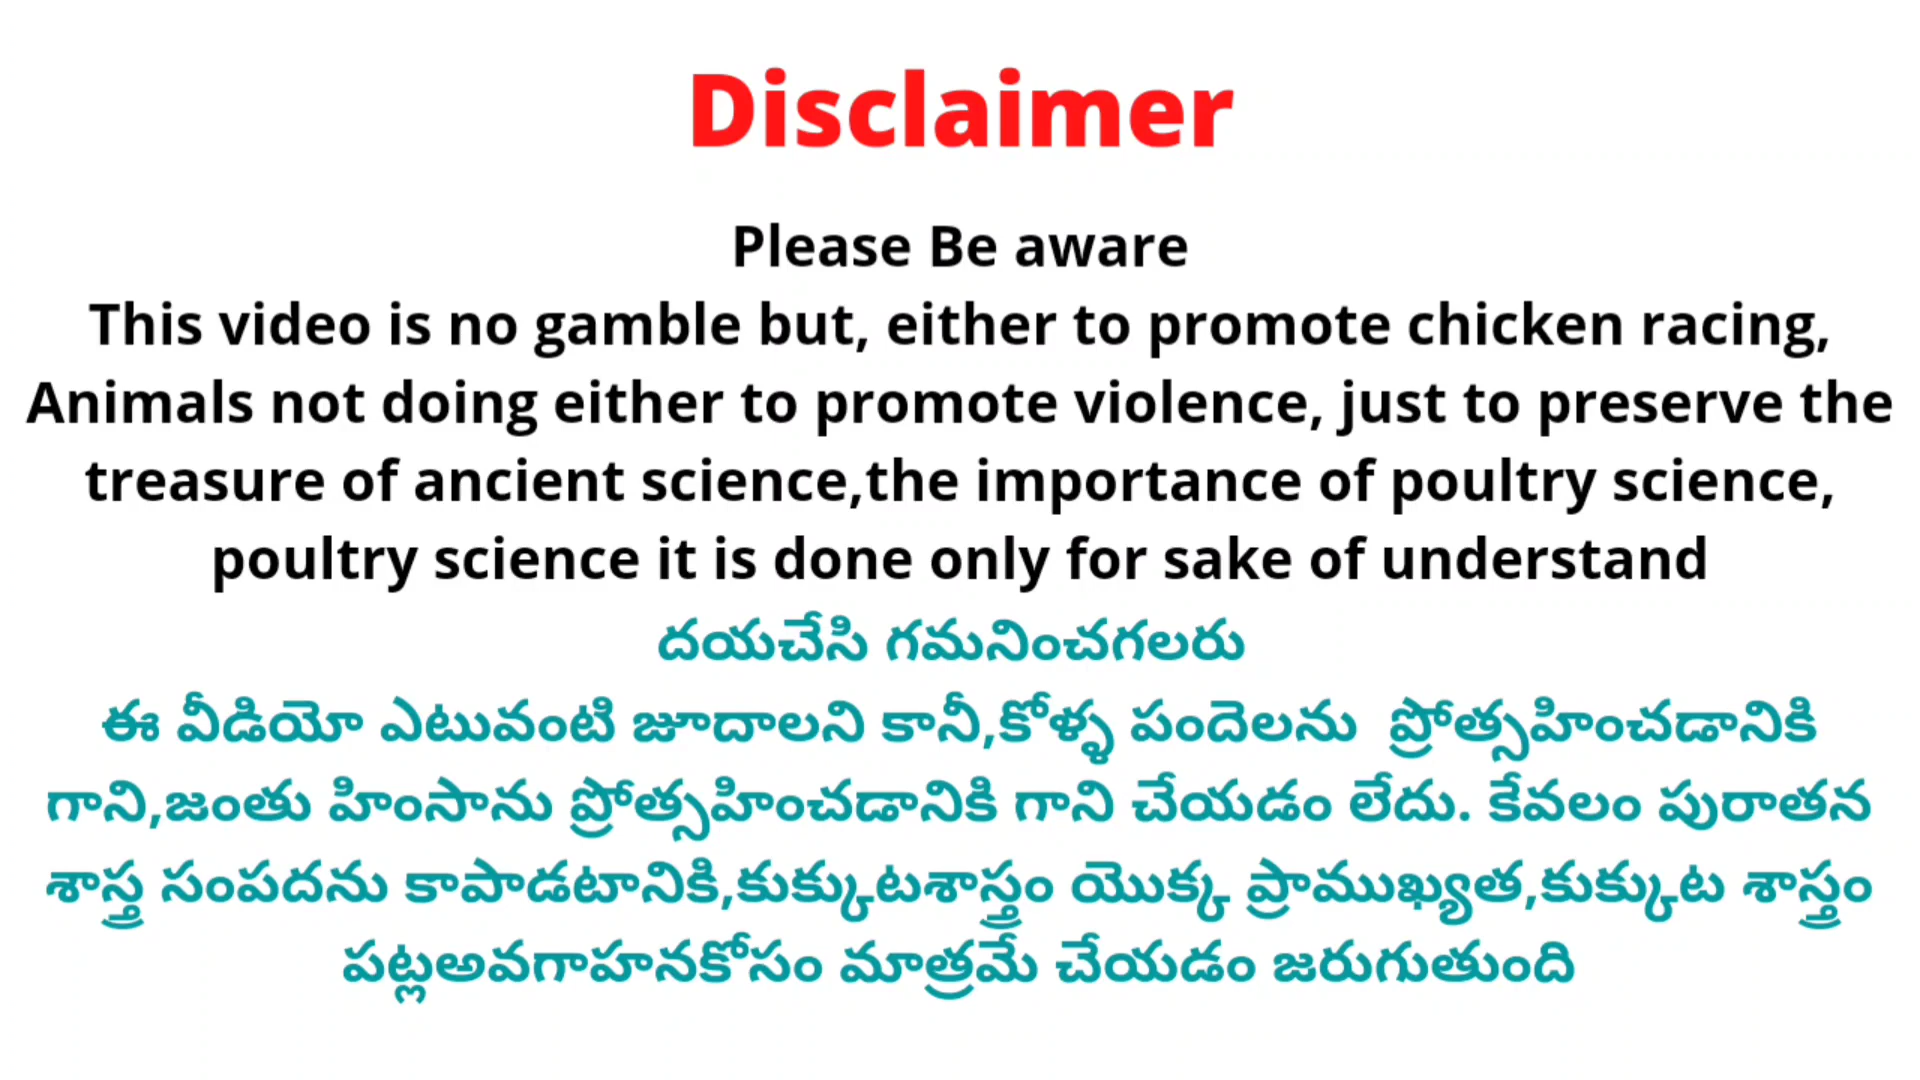 Disclaimer
Please Be aware
This video is no gamble but, either to promote chicken racing,
Animals not doing either to promote violence, just to preserve the
treasure of ancient science,the importance of poultry science,
poultry science it is done only for sake of understand
దయచేసి గమనించగలరు
ఈ వీడియో ఎటువంటి జూదాలని కానీ,కోళ్ళ పందెలను ప్రోత్సహించడానికి
గాని,జంతు హింసాను ప్రోత్సహించడానికి గాని చేయడం లేదు. కేవలం పురాతన
శాస్త్ర సంపదను కాపాడటానికి,కుక్కుటశాస్త్రం యొక్క ప్రాముఖ్యత,కుక్కుట శాస్త్రం
పట్లఅవగాహనకోసం మాత్రమే చేయడం జరుగుతుంది